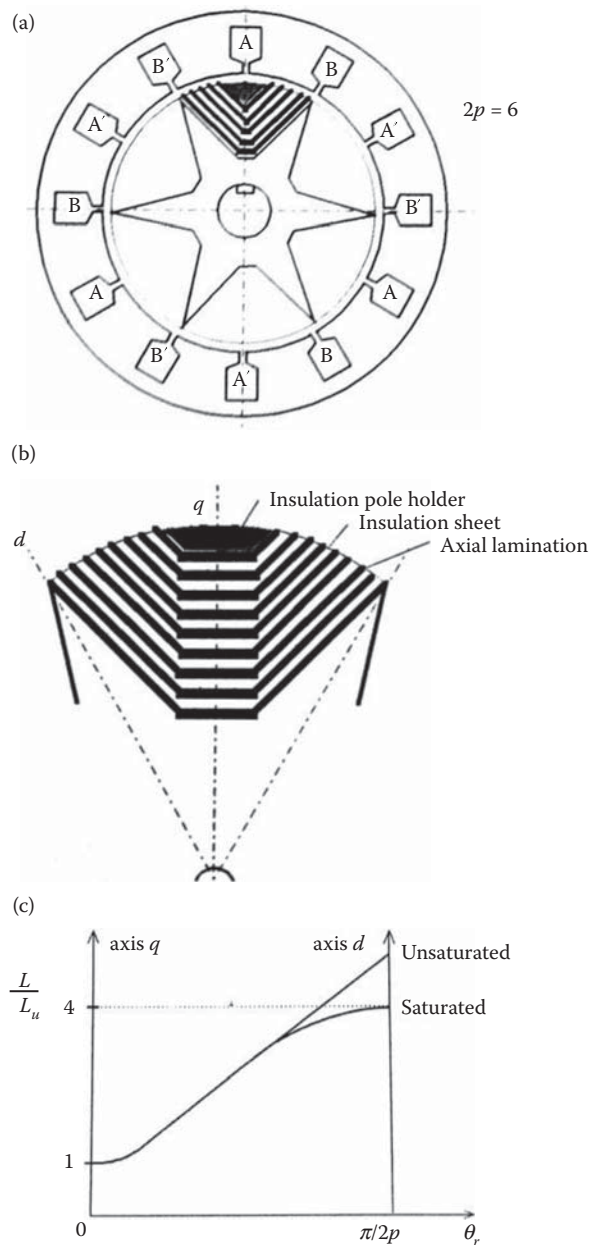 (a)
A
B′
B
2p = 6
A′
A′
B
B′
A
A
B′
B
A′
(b)
q
Insulation pole holder
d
Insulation sheet
Axial lamination
(c)
axis q
axis d
Unsaturated
L
L_u
4
Saturated
1
0
π/2p
θ_r